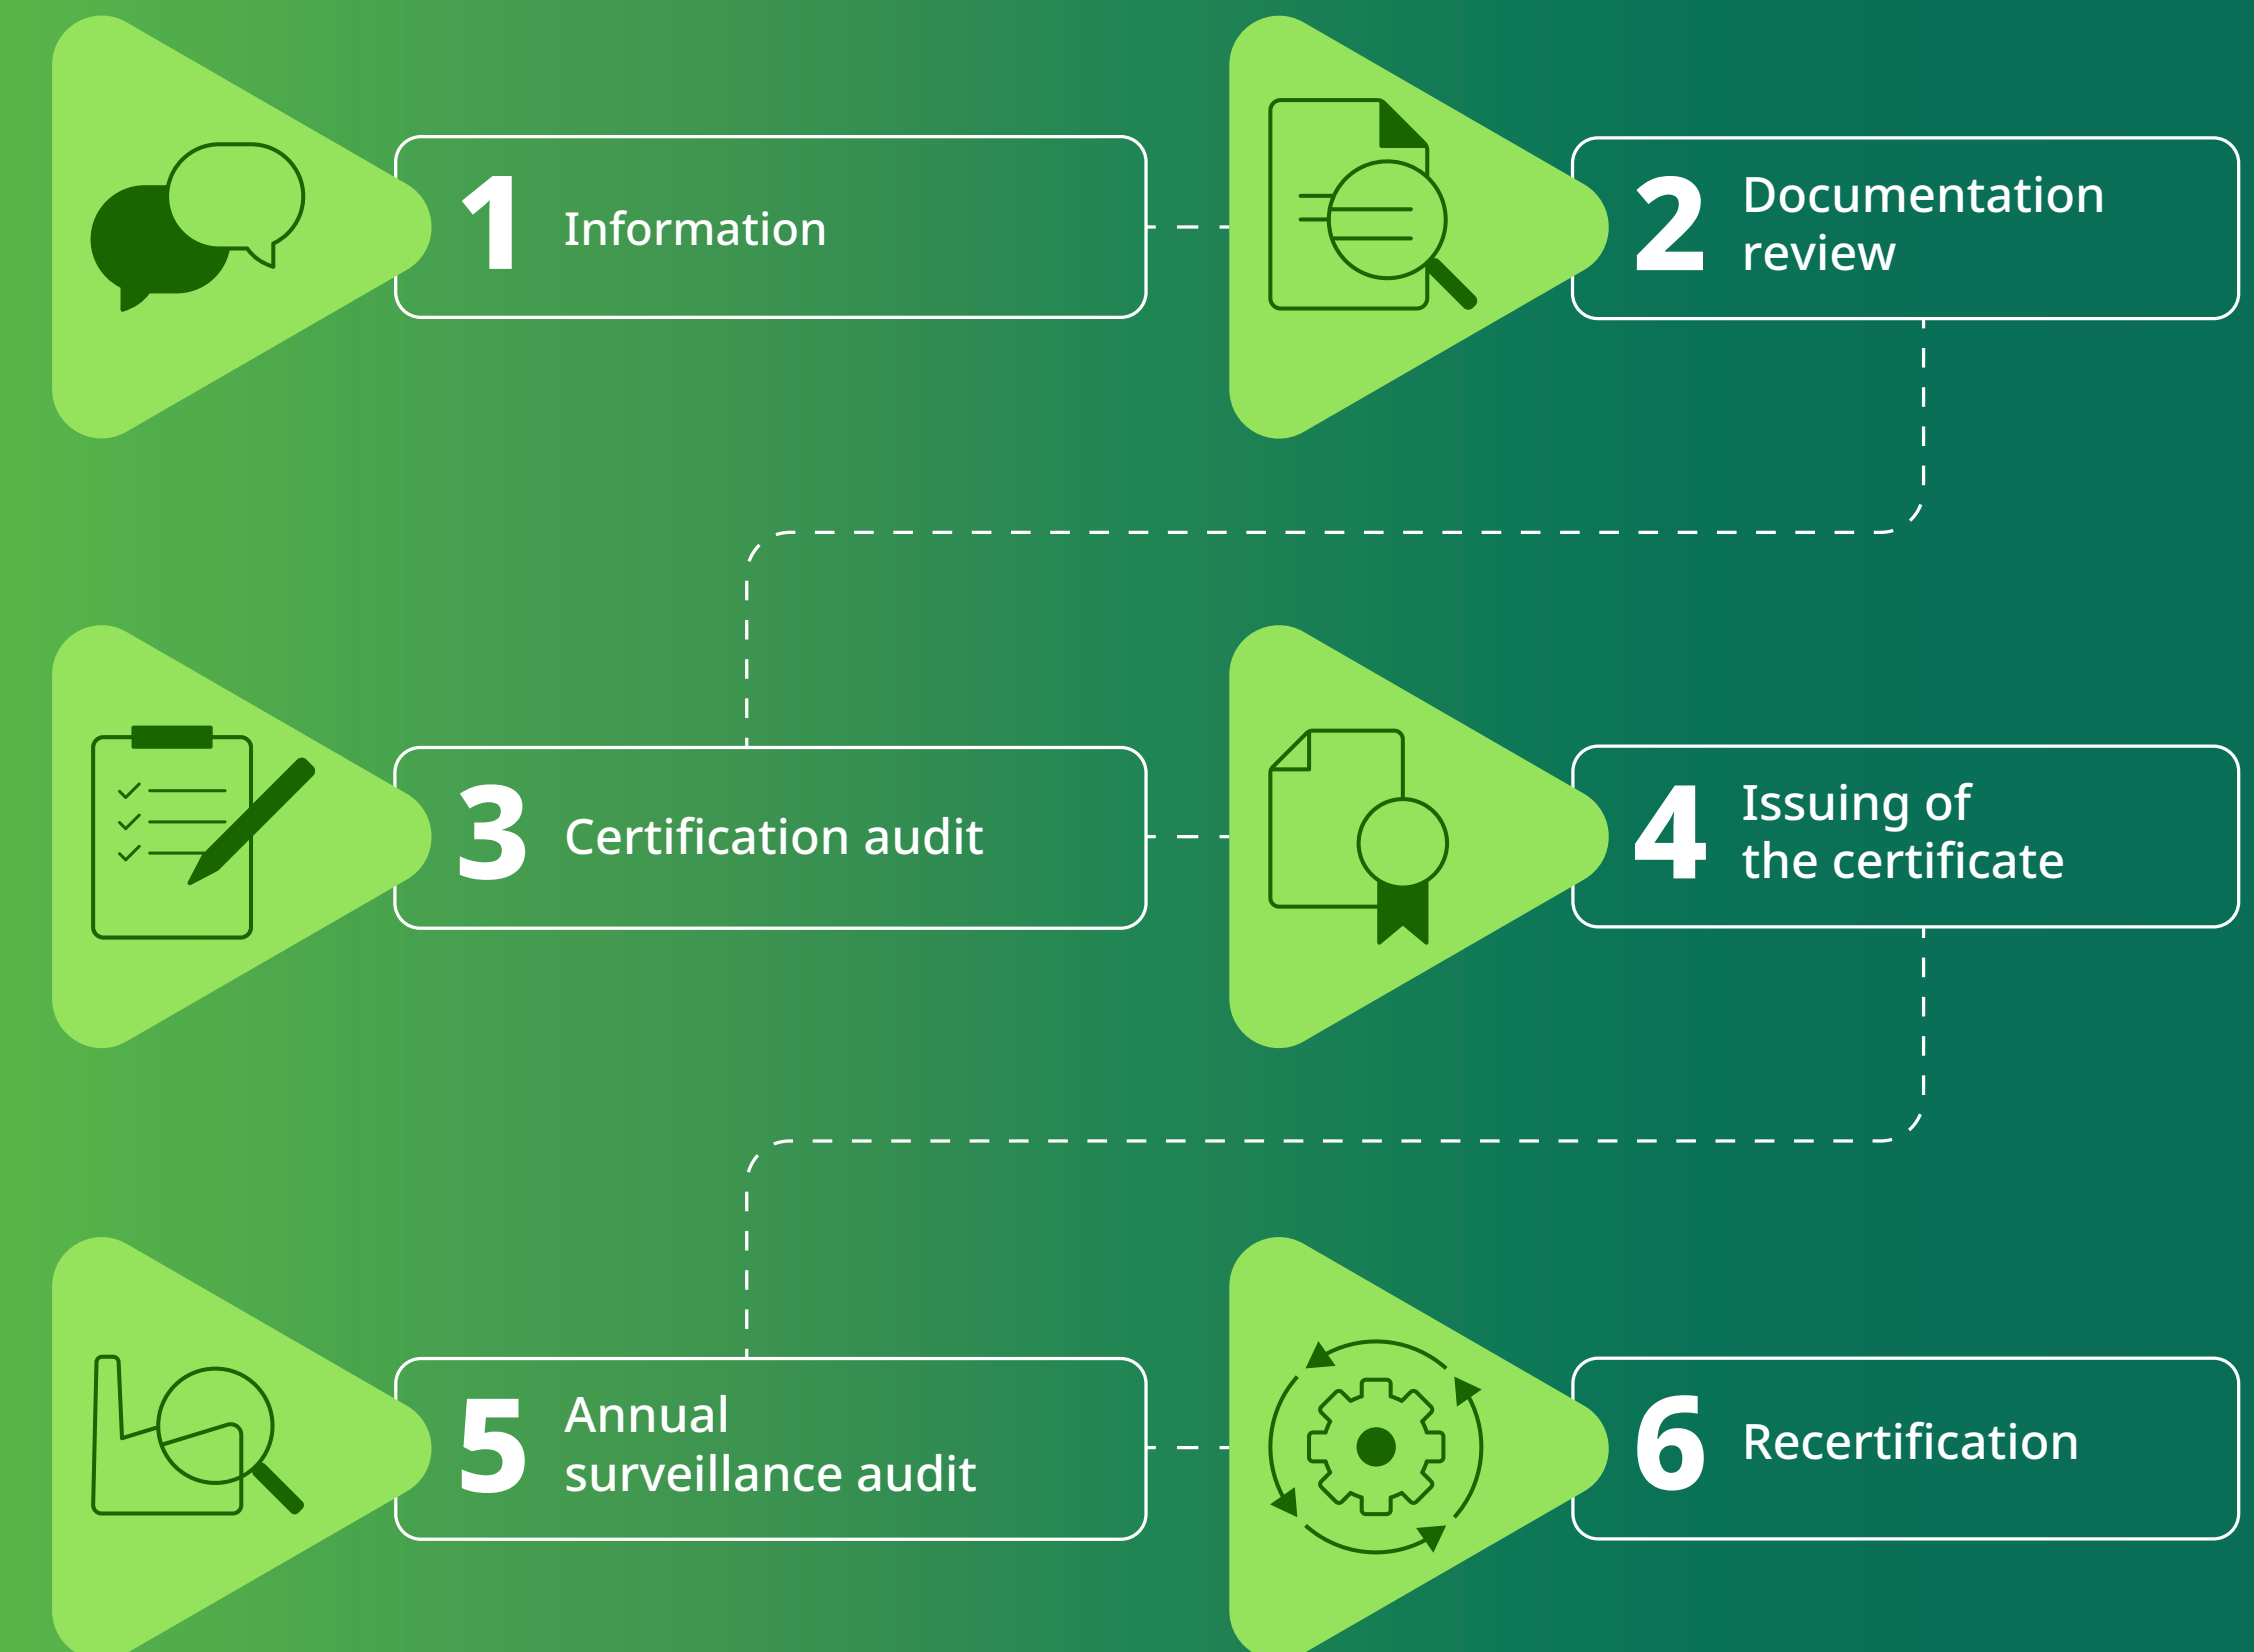 1 Information
2 Documentation
review
3 Certification audit
4 Issuing of
the certificate
5 Annual
surveillance audit
6 Recertification